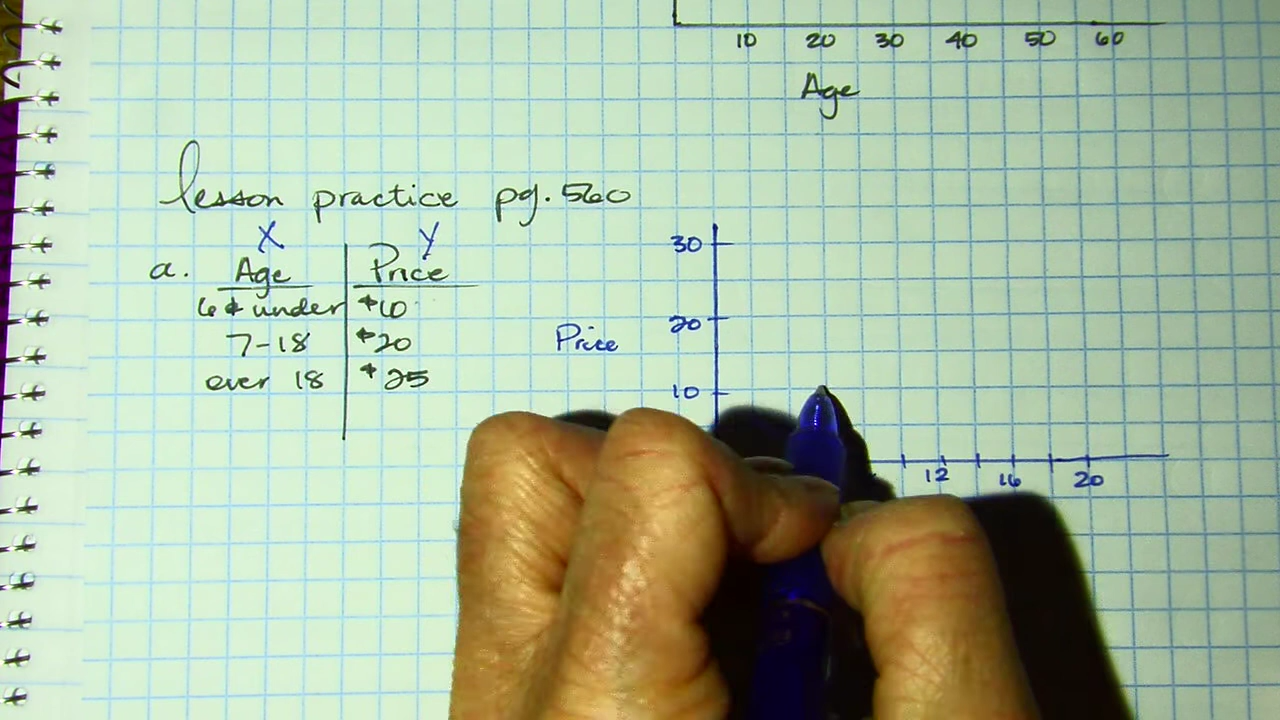 10 20 30 40 50 60
Age
lesson practice pg. 560
X Y
a. Age Price
6 & under $10
7-18 $20
over 18 $25
30
20
Price
10
12 16 20